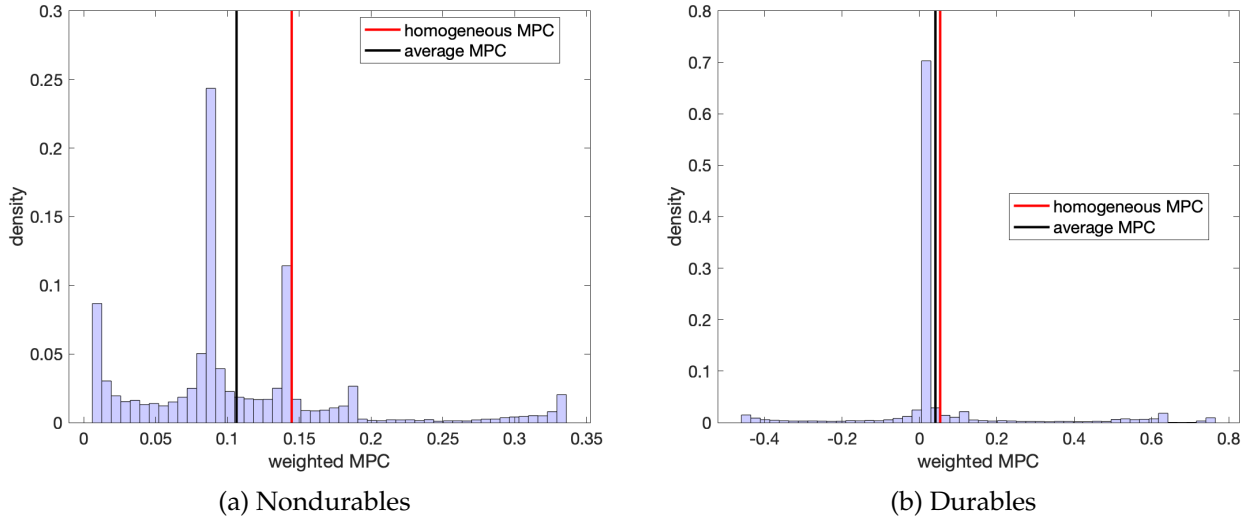 0.3
0.25
0.2
0.15
0.1
0.05
0
density
0 0.05 0.1 0.15 0.2 0.25 0.3 0.35
weighted MPC
homogeneous MPC
average MPC
(a) Nondurables
0.8
0.7
0.6
0.5
0.4
0.3
0.2
0.1
0
density
-0.4 -0.2 0 0.2 0.4 0.6 0.8
weighted MPC
homogeneous MPC
average MPC
(b) Durables